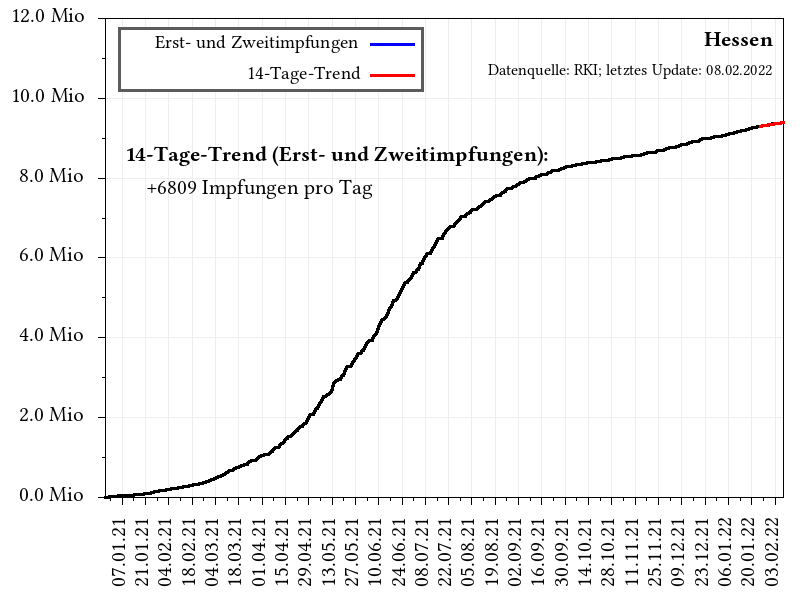 12.0 Mio
10.0 Mio
8.0 Mio
6.0 Mio
4.0 Mio
2.0 Mio
0.0 Mio
Erst- und Zweitimpfungen
14-Tage-Trend
Hessen
Datenquelle: RKI; letztes Update: 08.02.2022
14-Tage-Trend (Erst- und Zweitimpfungen):
+6809 Impfungen pro Tag
07.01.21
21.01.21
04.02.21
18.02.21
04.03.21
18.03.21
01.04.21
15.04.21
29.04.21
13.05.21
27.05.21
10.06.21
24.06.21
08.07.21
22.07.21
05.08.21
19.08.21
02.09.21
16.09.21
30.09.21
14.10.21
28.10.21
11.11.21
25.11.21
09.12.21
23.12.21
06.01.22
20.01.22
03.02.22